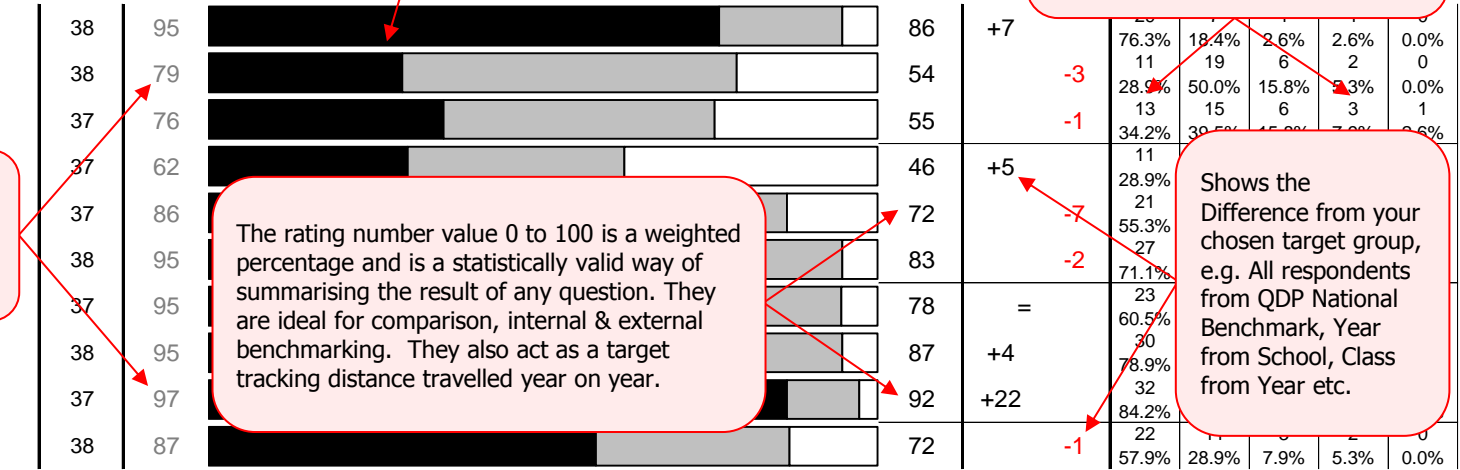 38 95 86 +7
76.3% 18.4% 2.6% 2.6% 0.0%
38 79 54 -3 11 19 6 2 0
28.9% 50.0% 15.8% 5.3% 0.0%
37 76 55 -1 13 15 6 3 1
34.2%
37 62 46 +5 11
28.9%
37 86 72 -7 21
55.3%
38 95 83 -2 27
71.1%
37 95 78 = 23
60.5%
38 95 87 +4 30
78.9%
37 97 92 +22 32
84.2%
38 87 72 -1 22
57.9% 28.9% 7.9% 5.3% 0.0%
The rating number value 0 to 100 is a weighted
percentage and is a statistically valid way of
summarising the result of any question. They
are ideal for comparison, internal & external
benchmarking. They also act as a target
tracking distance travelled year on year.
Shows the
Difference from your
chosen target group,
e.g. All respondents
from QDP National
Benchmark, Year
from School, Class
from Year etc.